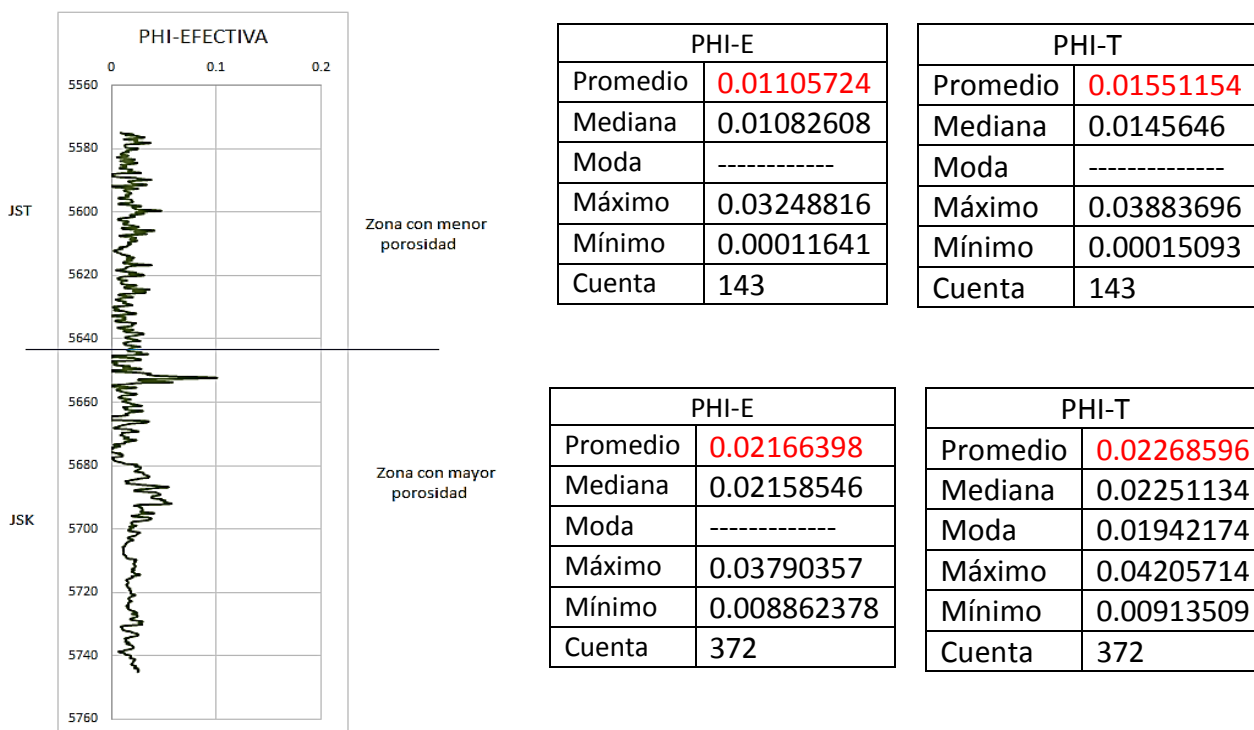 PHI-EFECTIVA
0 0.1 0.2
5560
5580
5600
5620
5640
5660
5680
5700
5720
5740
5760
JST
JSK
Zona con menor
porosidad
Zona con mayor
porosidad
PHI-E
Promedio 0.01105724
Mediana 0.01082608
Moda ------------
Máximo 0.03248816
Mínimo 0.00011641
Cuenta 143
PHI-T
Promedio 0.01551154
Mediana 0.0145646
Moda --------------
Máximo 0.03883696
Mínimo 0.00015093
Cuenta 143
PHI-E
Promedio 0.02166398
Mediana 0.02158546
Moda -------------
Máximo 0.03790357
Mínimo 0.008862378
Cuenta 372
PHI-T
Promedio 0.02268596
Mediana 0.02251134
Moda 0.01942174
Máximo 0.04205714
Mínimo 0.00913509
Cuenta 372